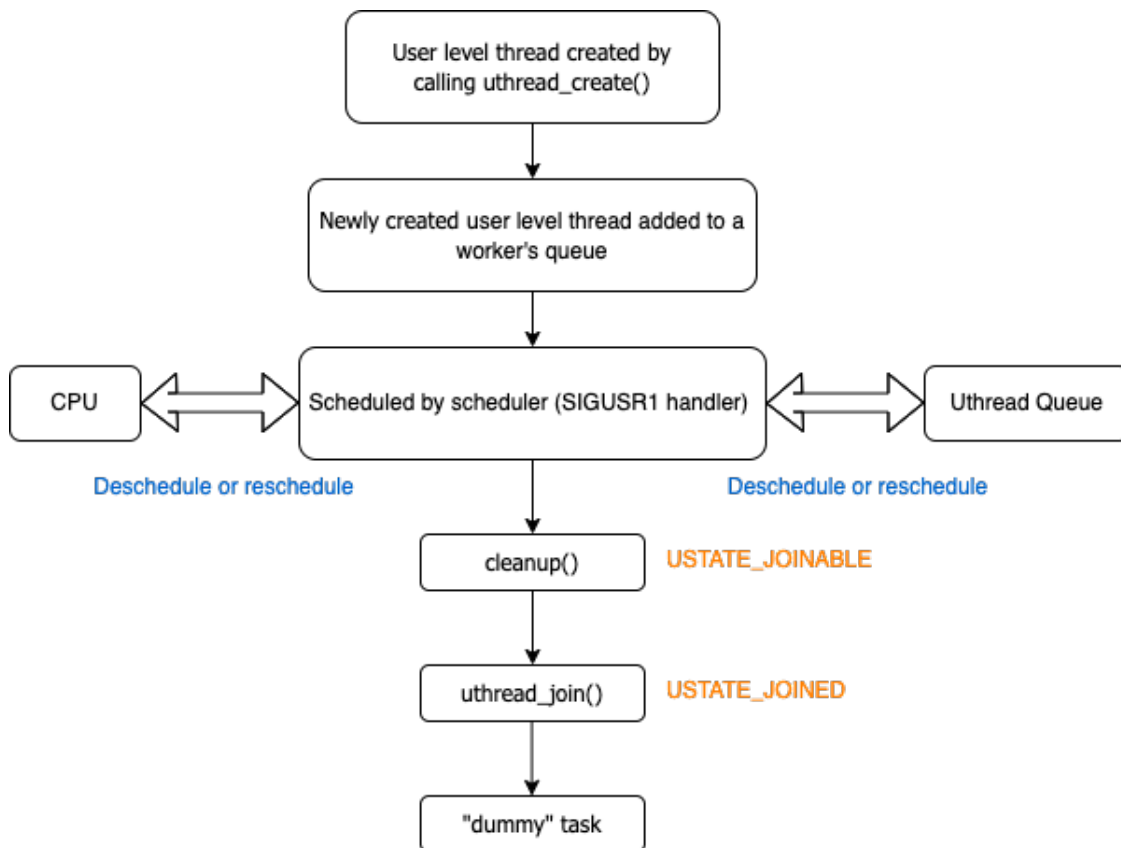 User level thread created by
calling uthread_create()
Newly created user level thread added to a
worker's queue
CPU
Scheduled by scheduler (SIGUSR1 handler)
Uthread Queue
Deschedule or reschedule
Deschedule or reschedule
cleanup()
USTATE_JOINABLE
uthread_join()
USTATE_JOINED
"dummy" task